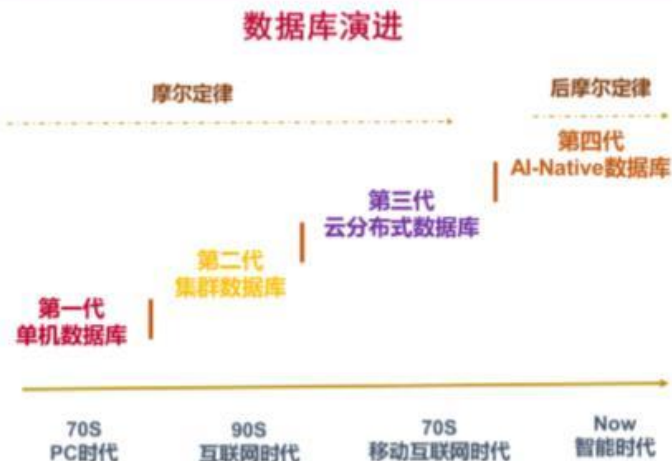 数据库演进
摩尔定律
后摩尔定律
第四代
AI-Native数据库
第三代
云分布式数据库
第二代
集群数据库
第一代
单机数据库
70S
PC时代
90S
互联网时代
70S
移动互联网时代
Now
智能时代